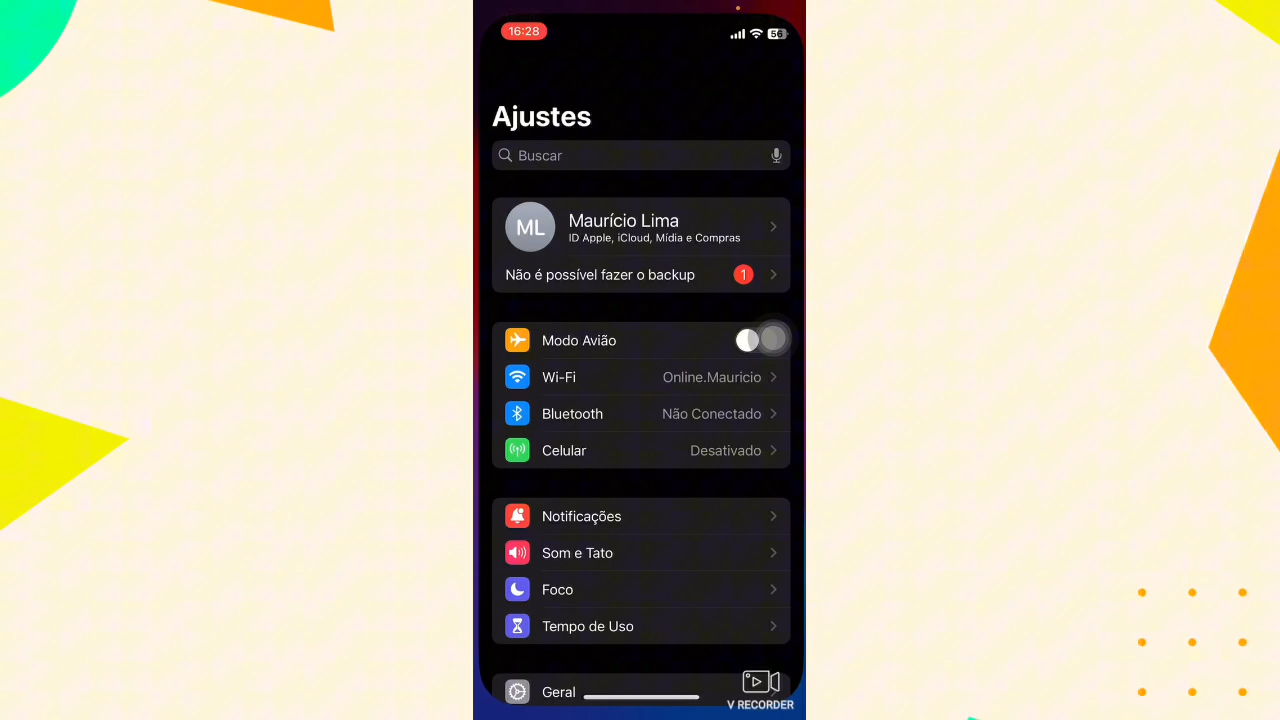 16:28
56
Ajustes
Buscar
ML
Maurício Lima
ID Apple, iCloud, Mídia e Compras
Não é possível fazer o backup 1
Modo Avião
Wi-Fi Online.Mauricio
Bluetooth Não Conectado
Celular Desativado
Notificações
Som e Tato
Foco
Tempo de Uso
Geral
V RECORDER